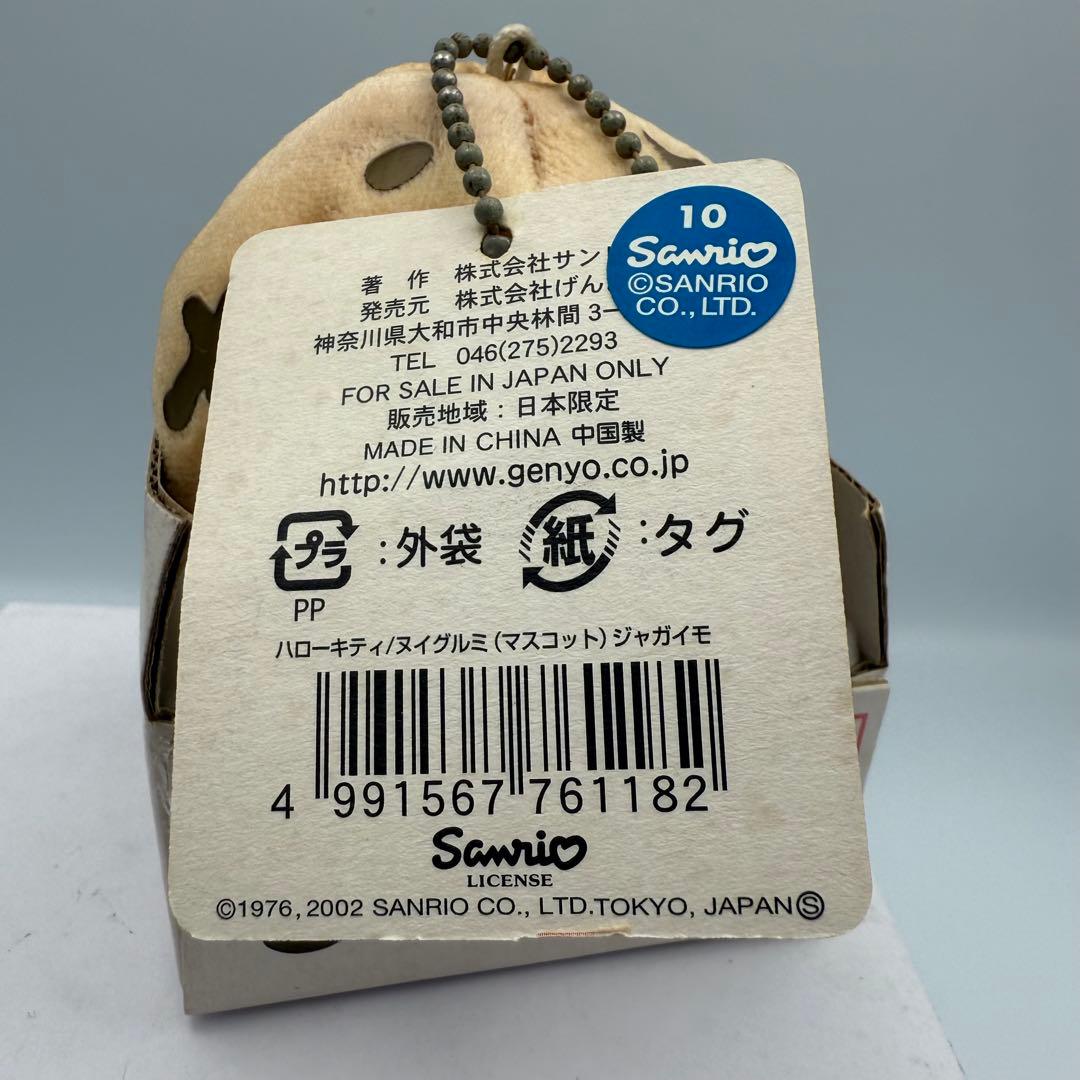 10
Sanrio
©SANRIO
CO., LTD.
著 作 株式会社サン
発売元 株式会社げん
神奈川県大和市中央林間 3-
TEL 046(275)2293
FOR SALE IN JAPAN ONLY
販売地域：日本限定
MADE IN CHINA 中国製
http://www.genyo.co.jp
プラ ：外袋 紙 ：タグ
PP
ハローキティ/ヌイグルミ（マスコット）ジャガイモ
4 991567 761182
Sanrio
LICENSE
©1976, 2002 SANRIO CO., LTD.TOKYO, JAPAN Ⓢ